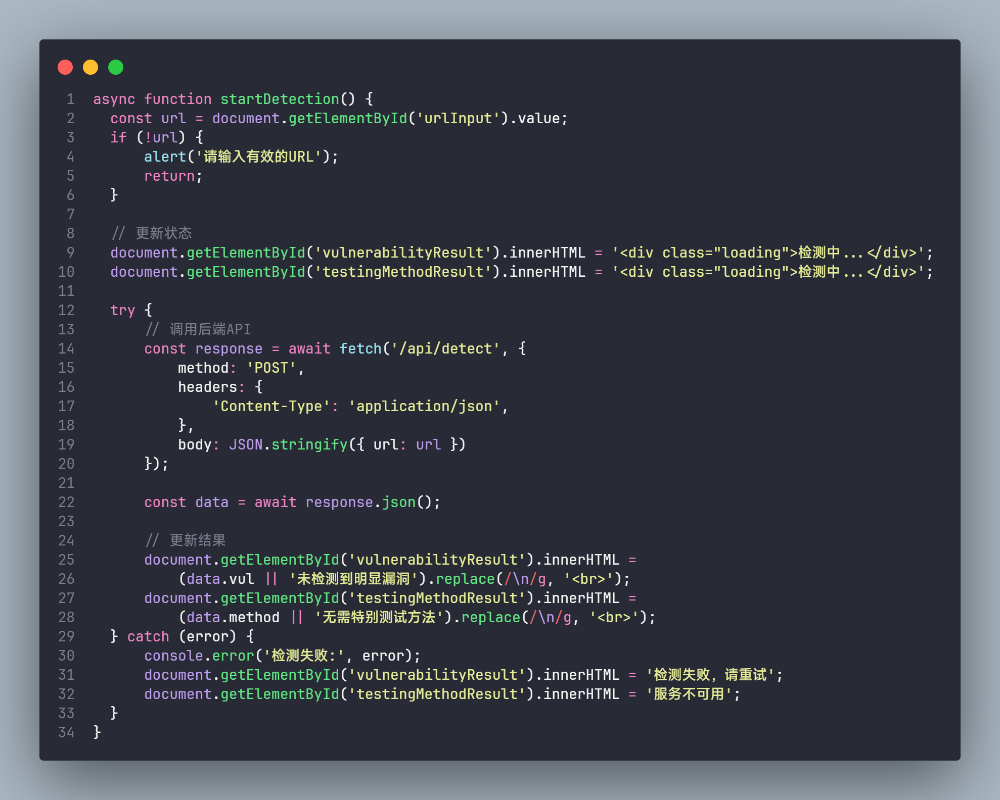 1 async function startDetection() {
2   const url = document.getElementById('urlInput').value;
3   if (!url) {
4       alert('请输入有效的URL');
5       return;
6   }
7
8   // 更新状态
9   document.getElementById('vulnerabilityResult').innerHTML = '<div class="loading">检测中...</div>';
10   document.getElementById('testingMethodResult').innerHTML = '<div class="loading">检测中...</div>';
11
12   try {
13       // 调用后端API
14       const response = await fetch('/api/detect', {
15           method: 'POST',
16           headers: {
17               'Content-Type': 'application/json',
18           },
19           body: JSON.stringify({ url: url })
20       });
21
22       const data = await response.json();
23
24       // 更新结果
25       document.getElementById('vulnerabilityResult').innerHTML =
26           (data.vul || '未检测到明显漏洞').replace(/\n/g, '<br>');
27       document.getElementById('testingMethodResult').innerHTML =
28           (data.method || '无需特别测试方法').replace(/\n/g, '<br>');
29   } catch (error) {
30       console.error('检测失败:', error);
31       document.getElementById('vulnerabilityResult').innerHTML = '检测失败，请重试';
32       document.getElementById('testingMethodResult').innerHTML = '服务不可用';
33   }
34 }